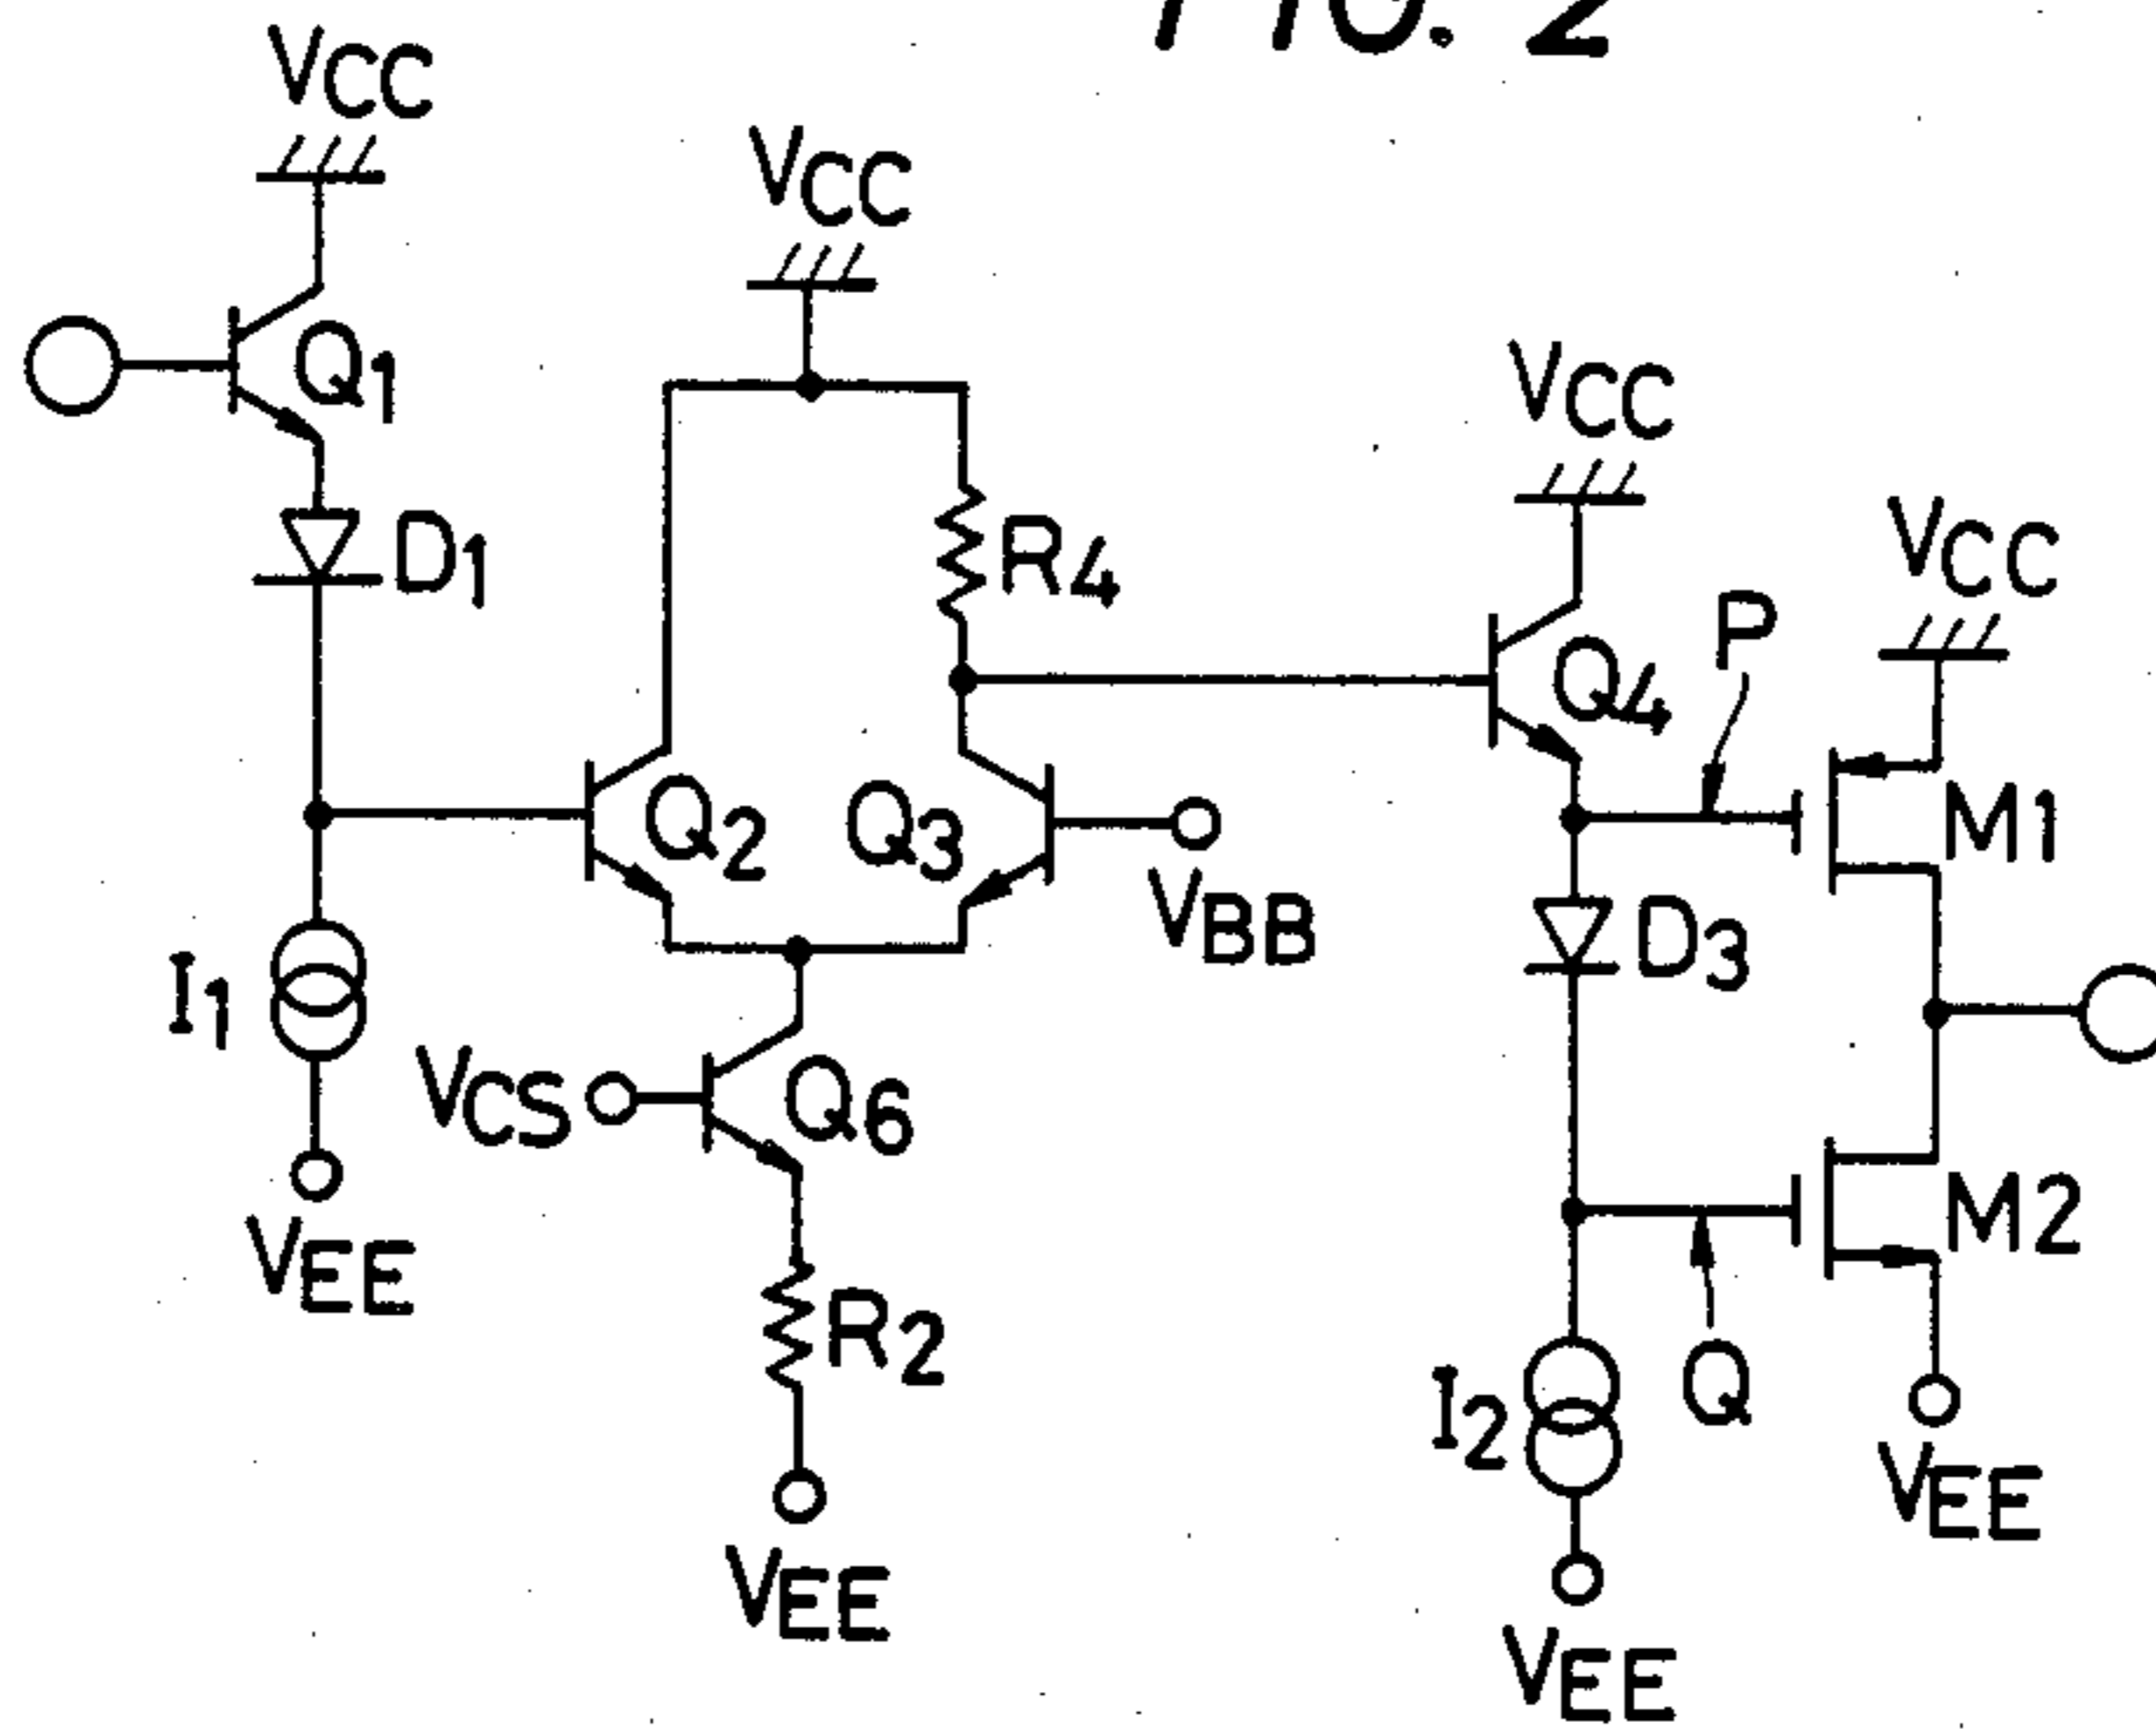 FIG. 2
VCC
VCC
Q1
VCC
D1
R4
VCC
P
Q4
Q2
Q3
M1
VBB
D3
I1
VCS
Q6
M2
VEE
R2
I2
Q
VEE
VEE
VEE